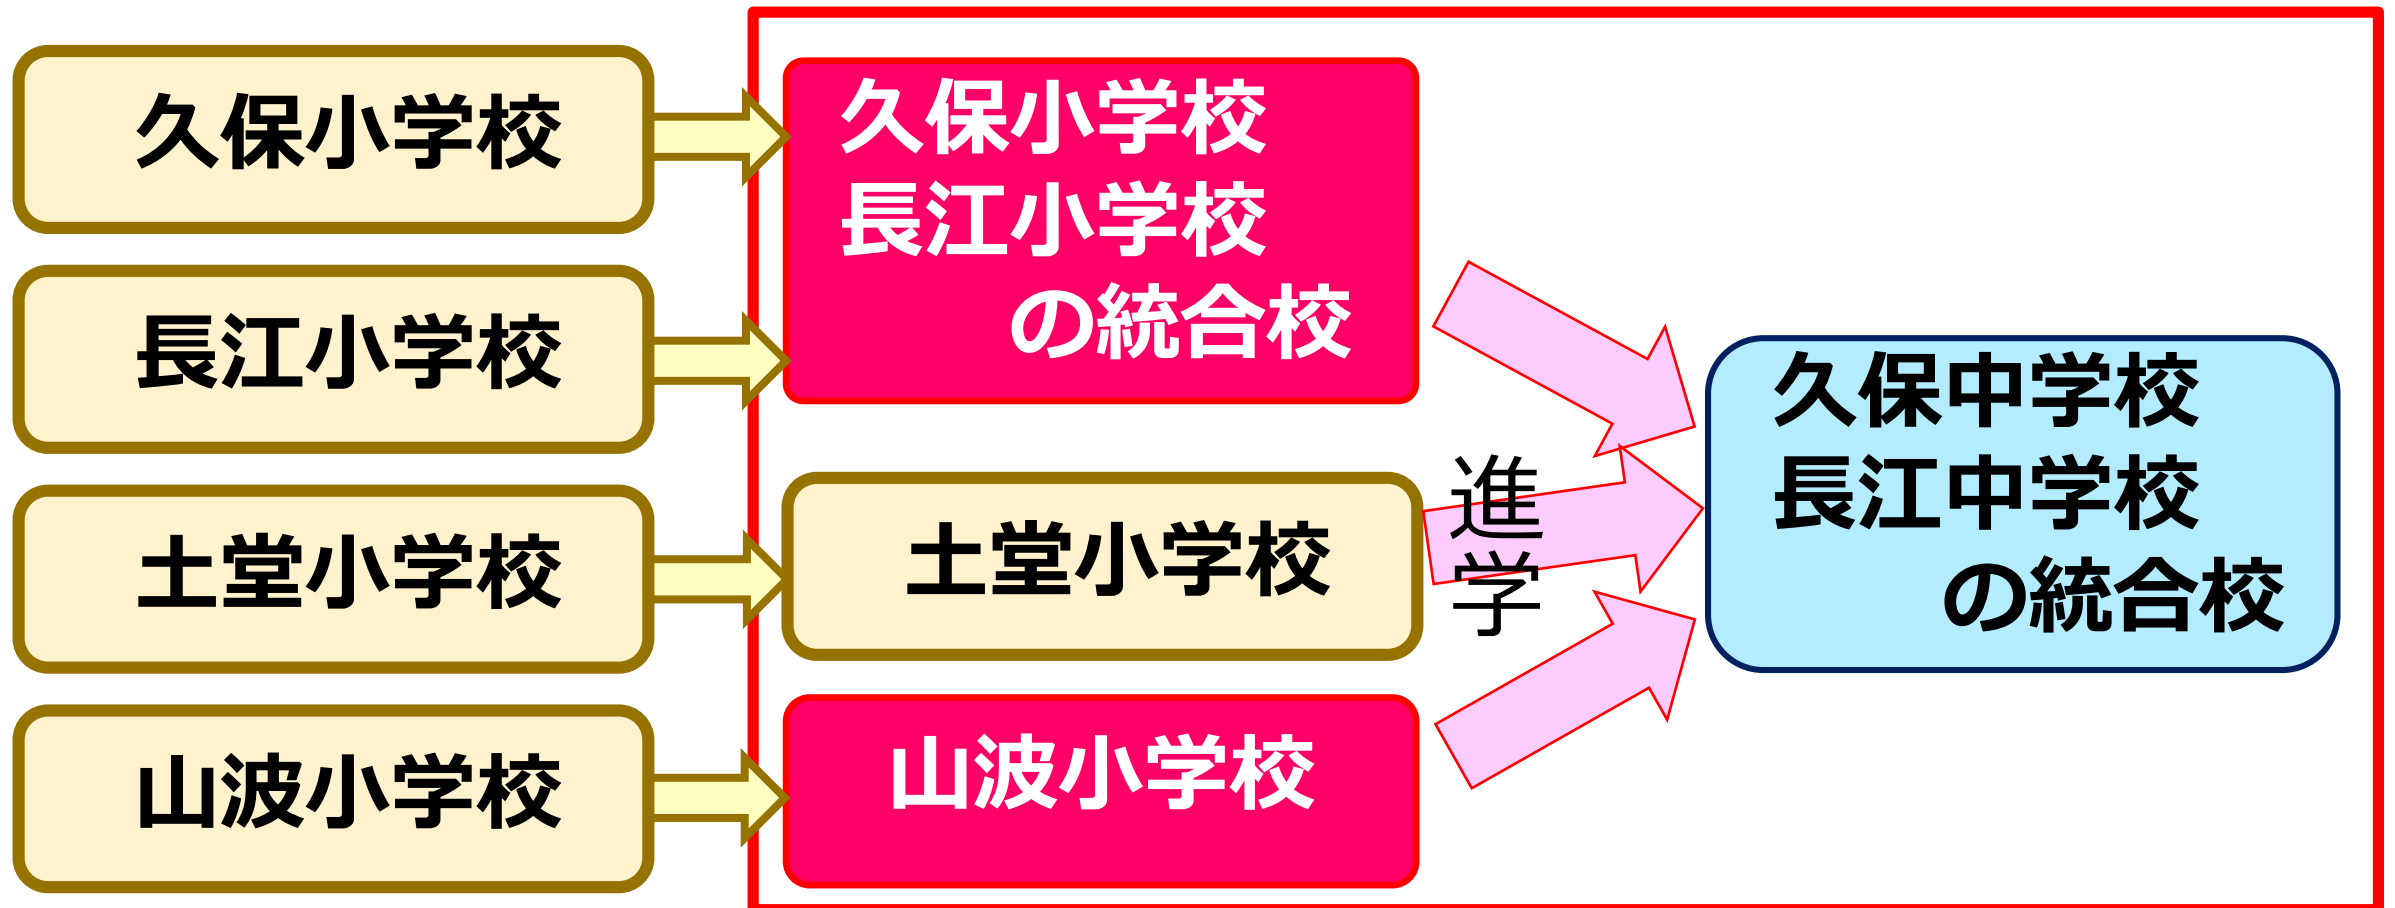 久保小学校
長江小学校
土堂小学校
山波小学校
久保小学校
長江小学校
の統合校
土堂小学校
山波小学校
進
学
久保中学校
長江中学校
の統合校